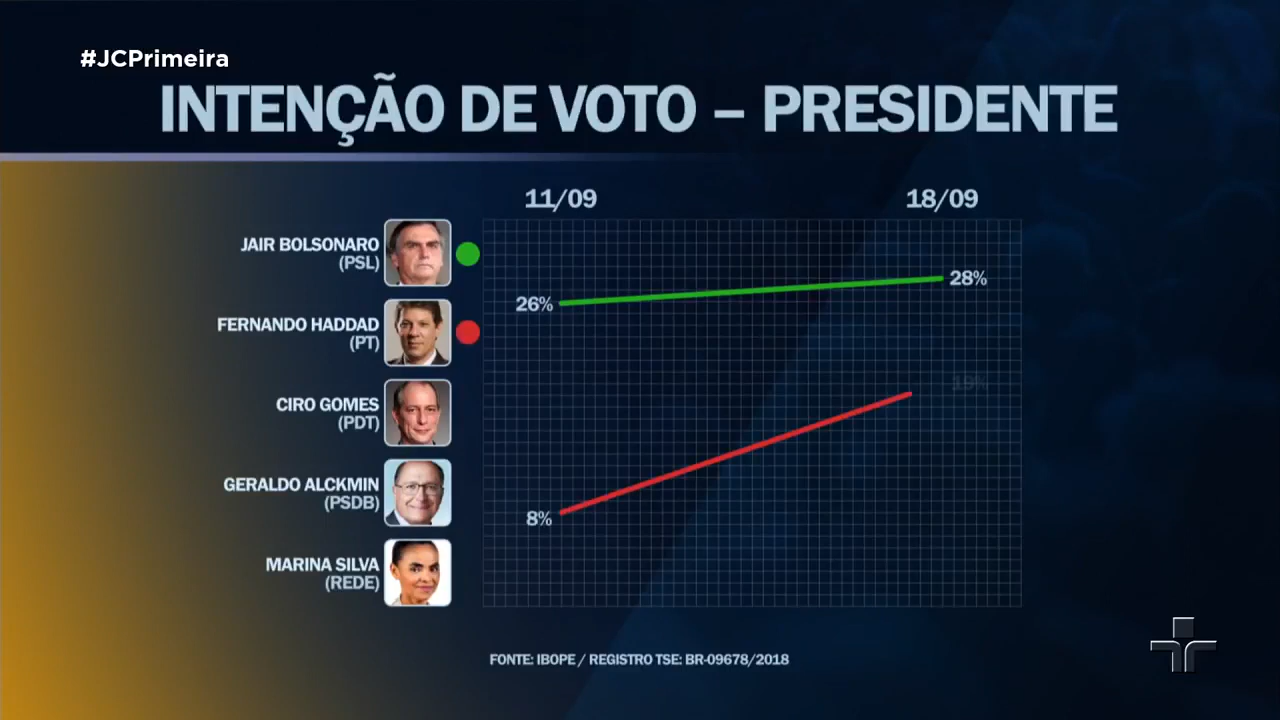 #JCPrimeira
INTENÇÃO DE VOTO – PRESIDENTE
11/09 18/09
JAIR BOLSONARO
(PSL)
28%
26%
FERNANDO HADDAD
(PT)
19%
CIRO GOMES
(PDT)
GERALDO ALCKMIN
(PSDB)
8%
MARINA SILVA
(REDE)
FONTE: IBOPE / REGISTRO TSE: BR-09678/2018